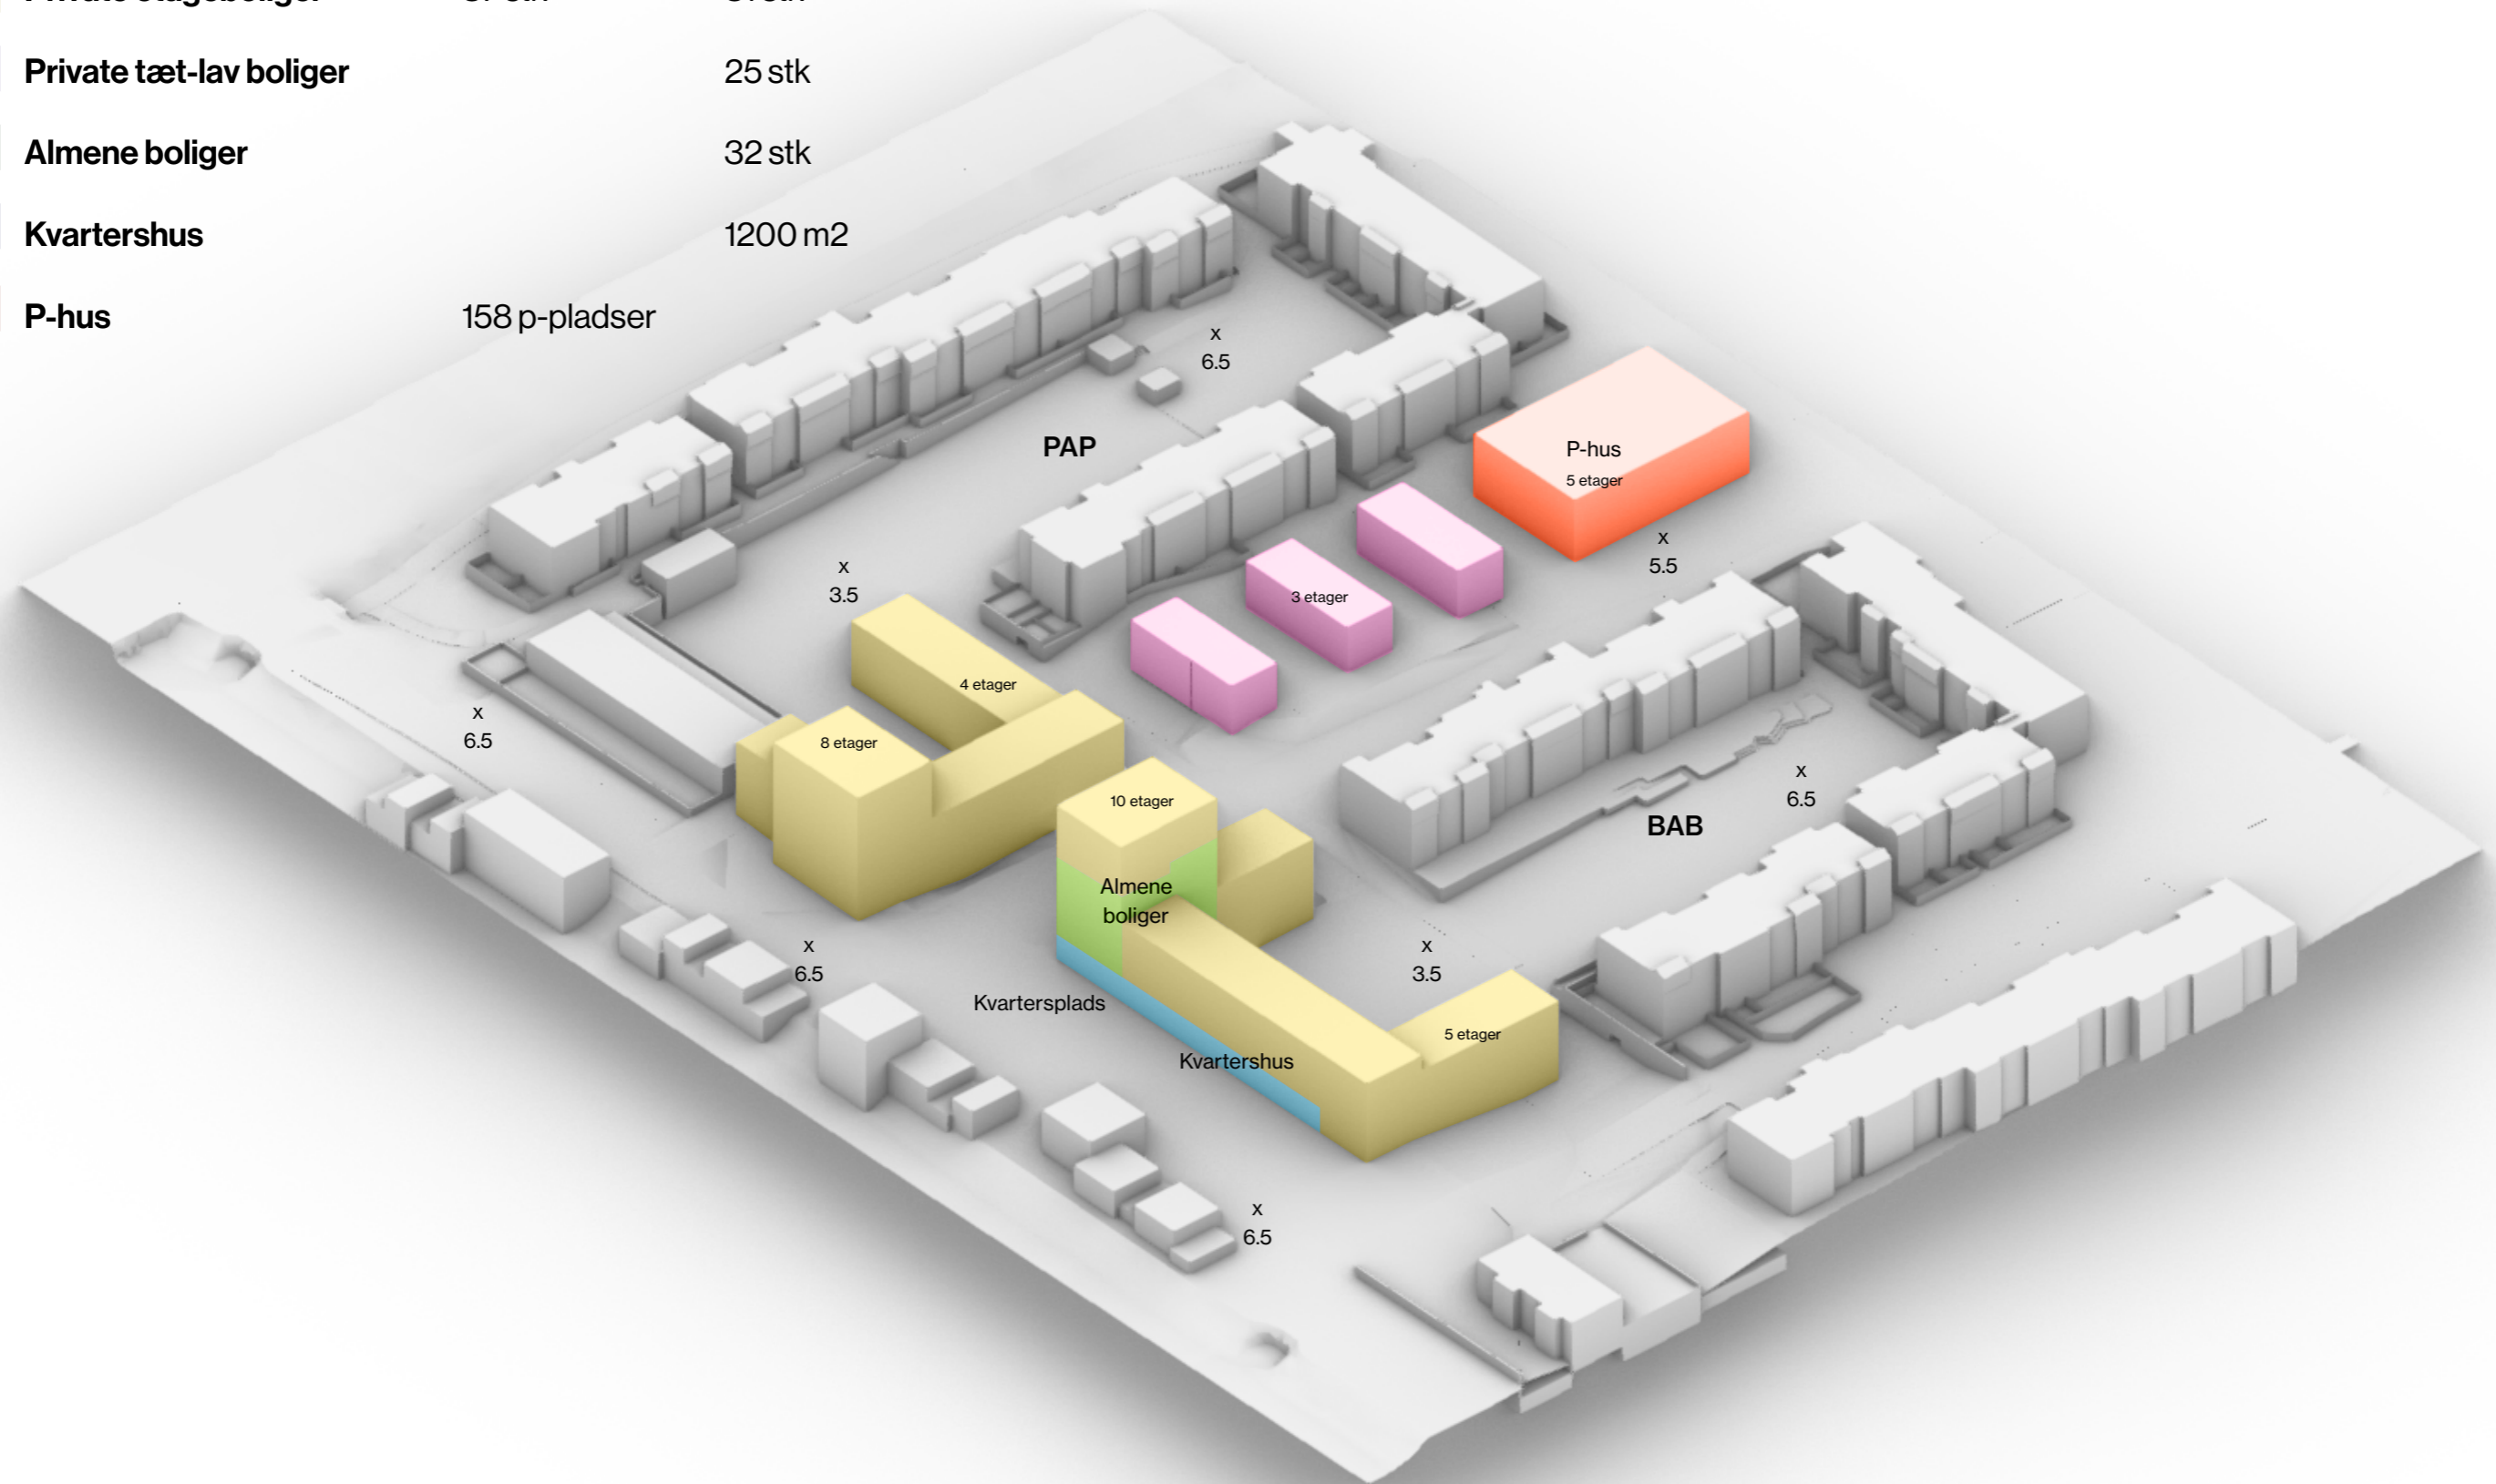 Private tæt-lav boliger 25 stk
Almene boliger 32 stk
Kvartershus 1200 m2
P-hus 158 p-pladser
x
6.5
PAP
P-hus
5 etager
x
5.5
x
3.5
3 etager
4 etager
x
6.5
8 etager
x
6.5
10 etager
BAB
Almene
boliger
x
6.5
x
3.5
Kvartersplads
5 etager
Kvartershus
x
6.5